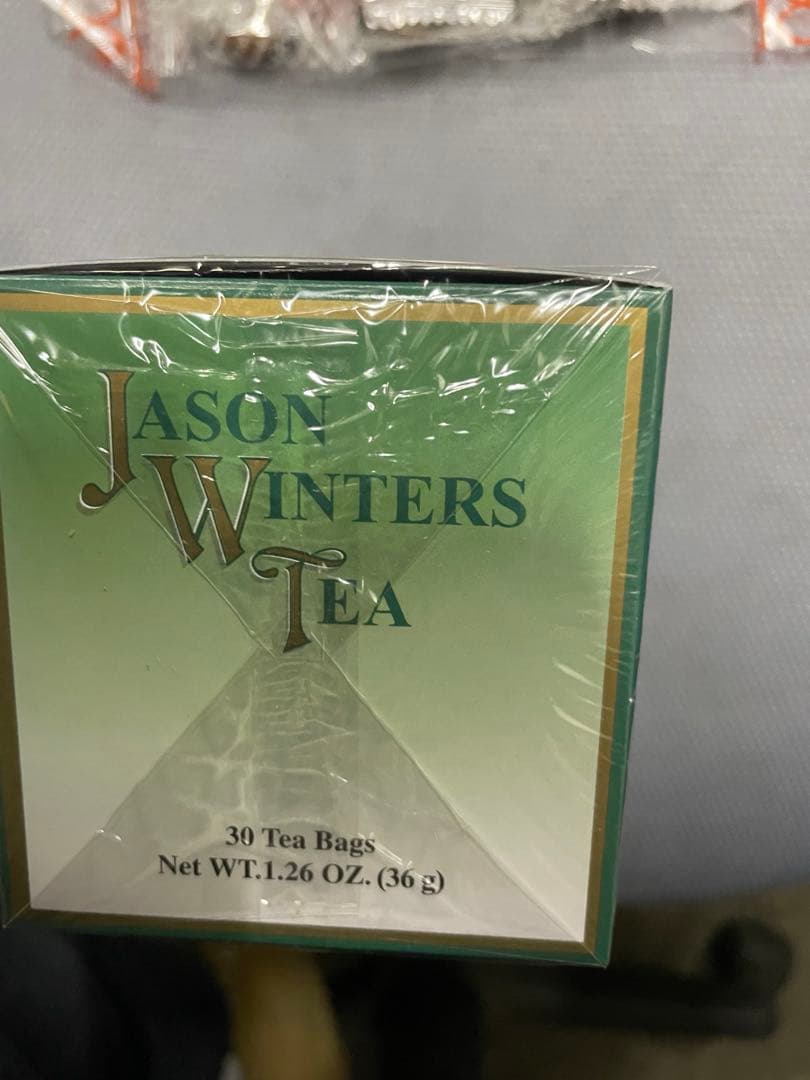 JASON
WINTERS
TEA
30 Tea Bags
Net WT.1.26 OZ. (36 g)